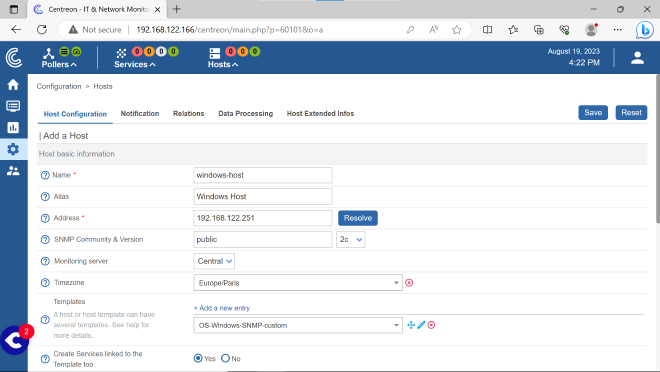 Centreon - IT & Network Monito
Not secure
192.168.122.166/centreon/main.php?p=60101&o=a
Pollers
0 0 0 0
Services
0 0 0
Hosts
August 19, 2023
4:22 PM
Configuration > Hosts
Host Configuration Notification Relations Data Processing Host Extended Infos
Save Reset
| Add a Host
Host basic information
Name * windows-host
Alias Windows Host
Address * 192.168.122.251 Resolve
SNMP Community & Version public 2c
Monitoring server Central
Timezone Europe/Paris
Templates
A host or host template can have
several templates. See help for
more details.
+ Add a new entry
OS-Windows-SNMP-custom
2
Create Services linked to the
Template too
Yes No